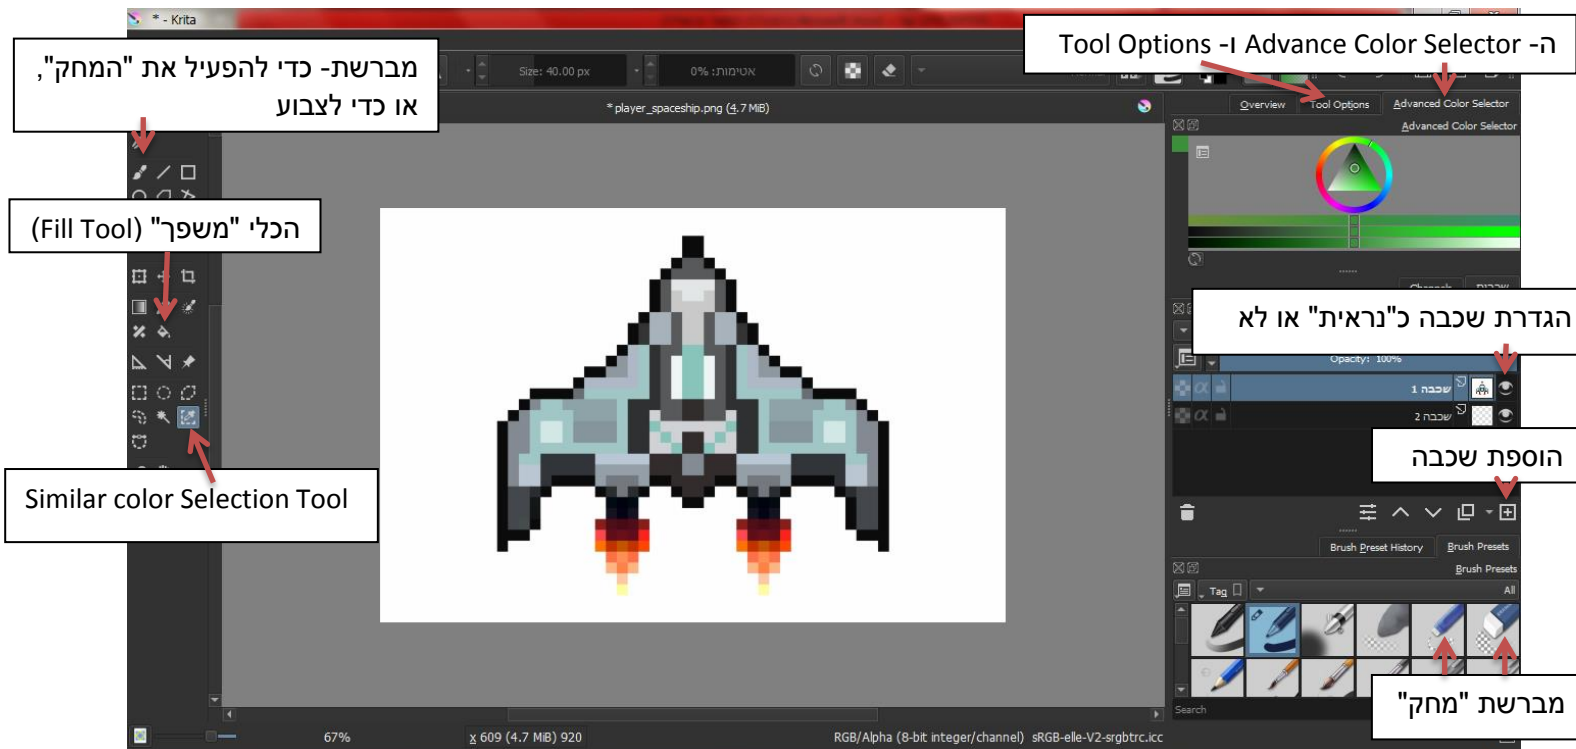 * - Krita
מברשת- כדי להפעיל את "המחק",
או כדי לצבוע
ה- Advance Color Selector ו- Tool Options
Size: 40.00 px
אטימות: 0%
* player_spaceship.png (4.7 MiB)
Overview
Tool Options
Advanced Color Selector
Advanced Color Selector
הכלי "משפך" (Fill Tool)
Channels
שכבות
הגדרת שכבה כ"נראית" או לא
Opacity: 100%
שכבה 1
שכבה 2
הוספת שכבה
Similar color Selection Tool
Brush Preset History
Brush Presets
Brush Presets
Tag
All
מברשת "מחק"
Search
67%
x 609 (4.7 MiB) 920
RGB/Alpha (8-bit integer/channel) sRGB-elle-V2-srgbtrc.icc